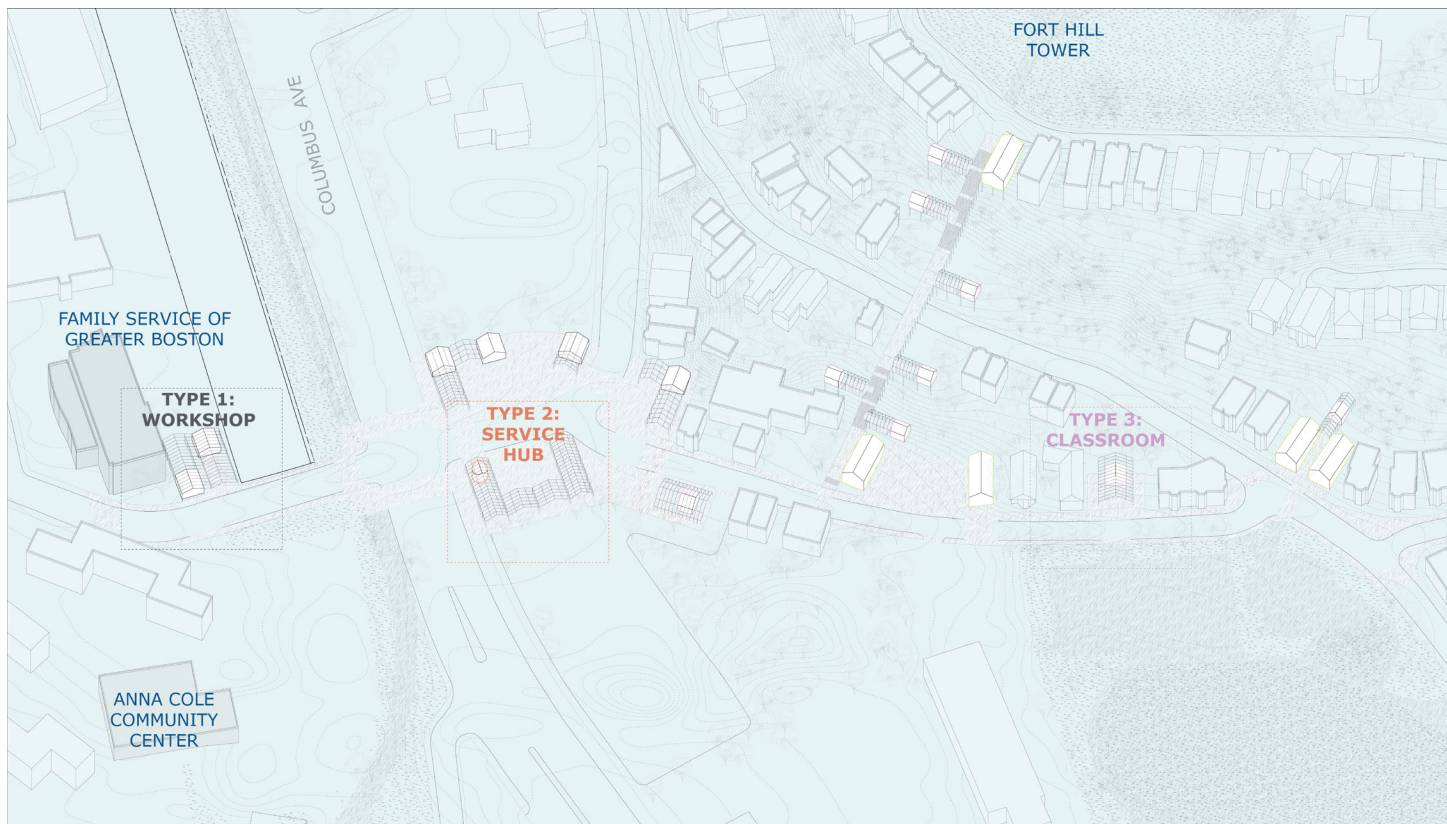 FORT HILL
TOWER
COLUMBUS AVE
FAMILY SERVICE OF
GREATER BOSTON
TYPE 1:
WORKSHOP
TYPE 2:
SERVICE
HUB
TYPE 3:
CLASSROOM
ANNA COLE
COMMUNITY
CENTER